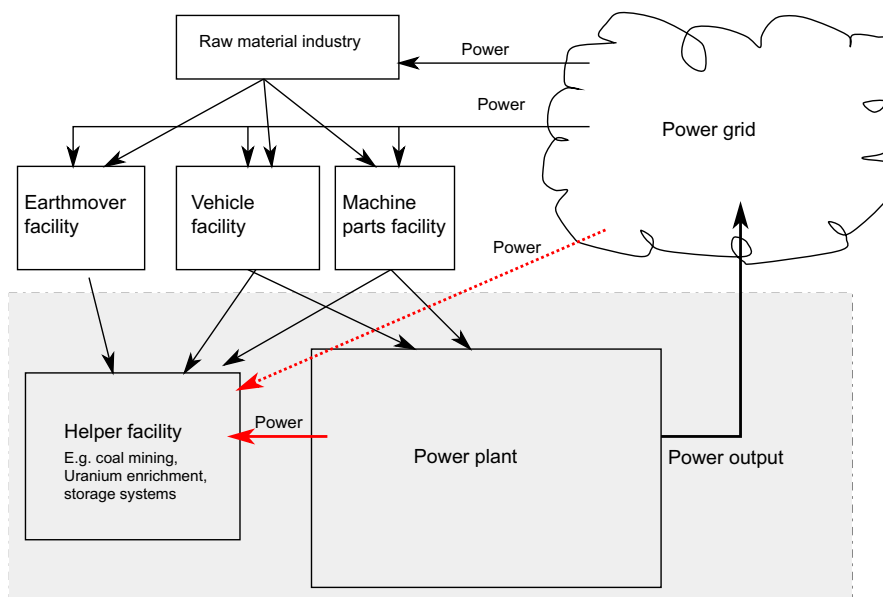 Raw material industry
Power
Power
Power grid
Earthmover
facility
Vehicle
facility
Machine
parts facility
Power
Helper facility
E.g. coal mining,
Uranium enrichment,
storage systems
Power
Power plant
Power output